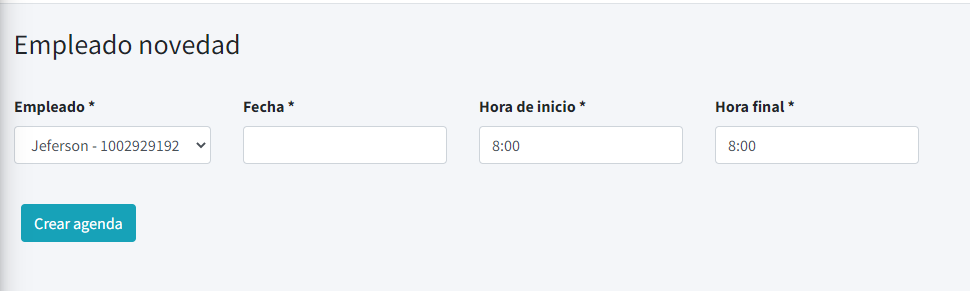 Empleado novedad
Empleado * Fecha * Hora de inicio * Hora final *
Jeferson - 1002929192 8:00 8:00
Crear agenda